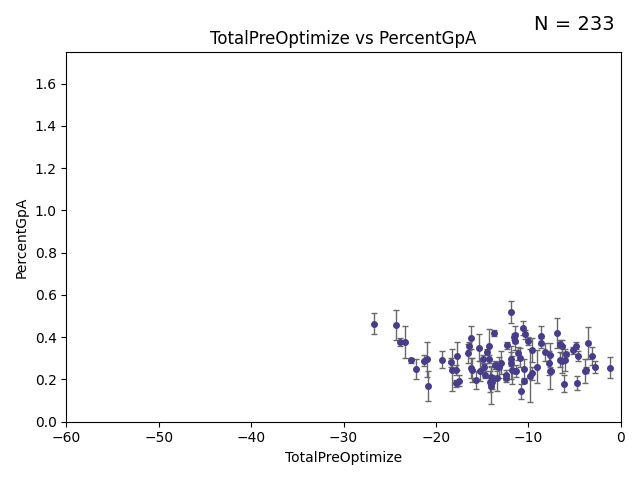 N = 233
TotalPreOptimize vs PercentGpA
PercentGpA
1.6
1.4
1.2
1.0
0.8
0.6
0.4
0.2
0.0
−60 −50 −40 −30 −20 −10 0
TotalPreOptimize